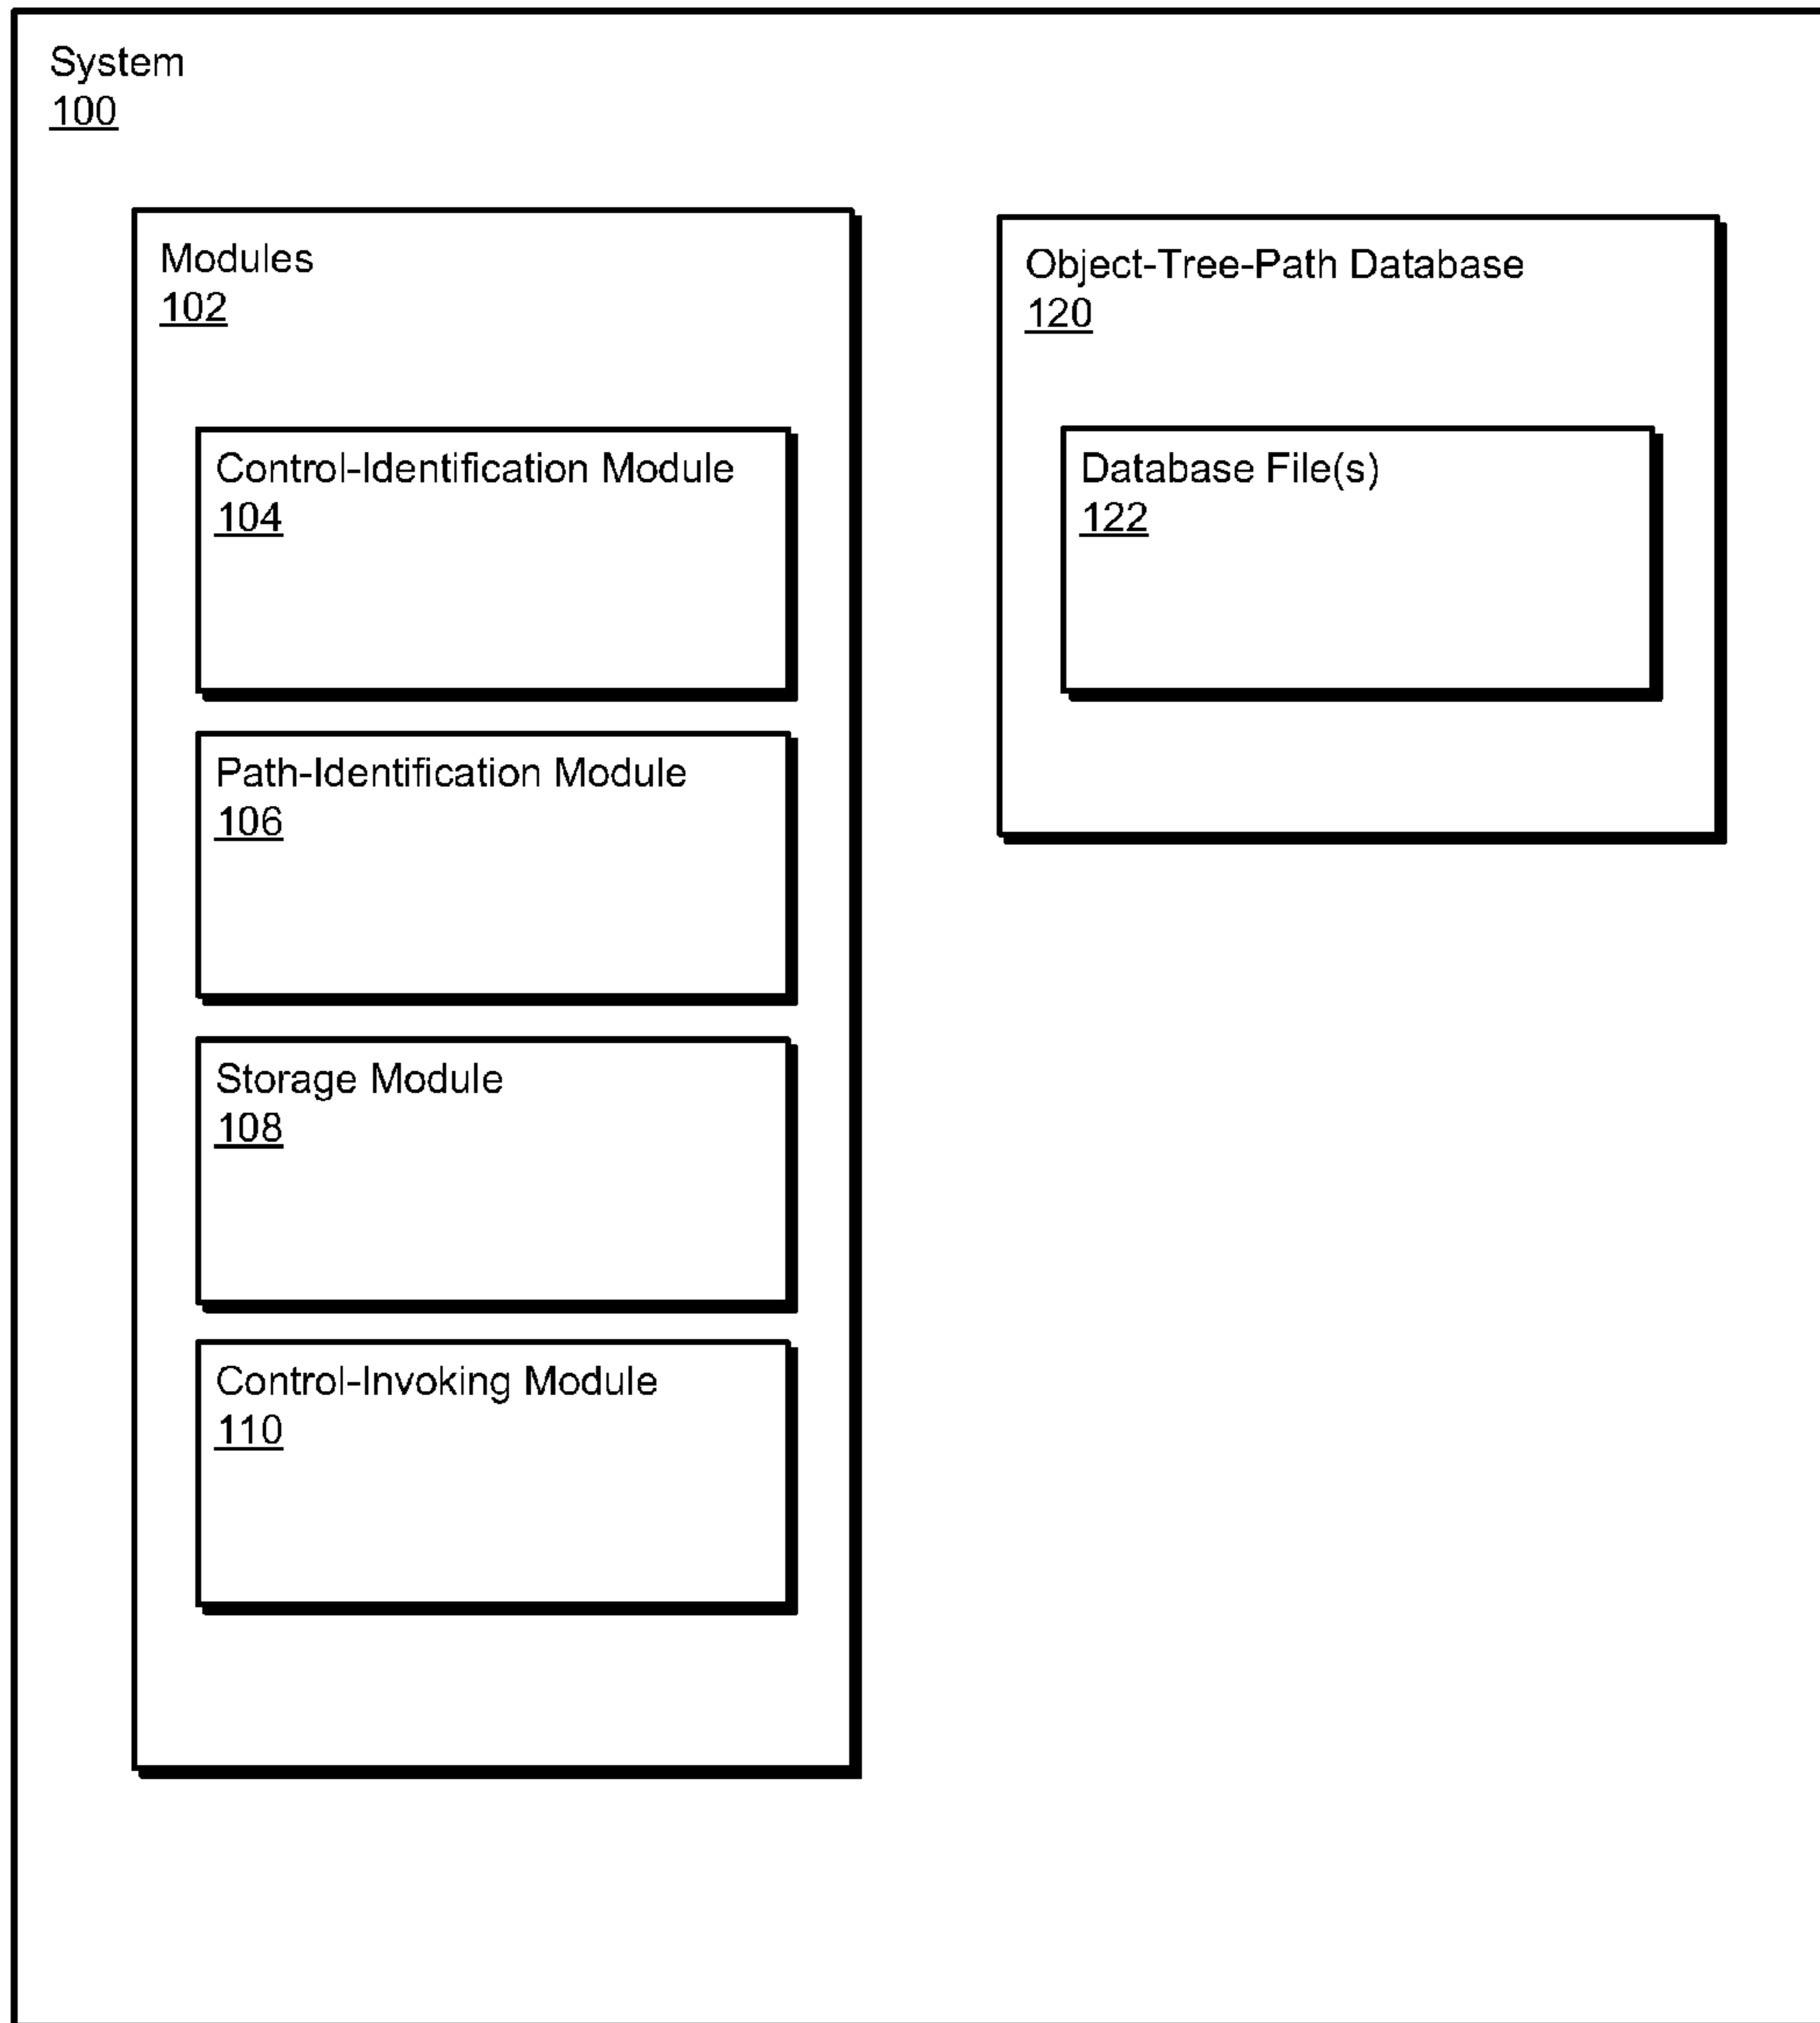 System
100
Modules
102
Control-Identification Module
104
Path-Identification Module
106
Storage Module
108
Control-Invoking Module
110
Object-Tree-Path Database
120
Database File(s)
122